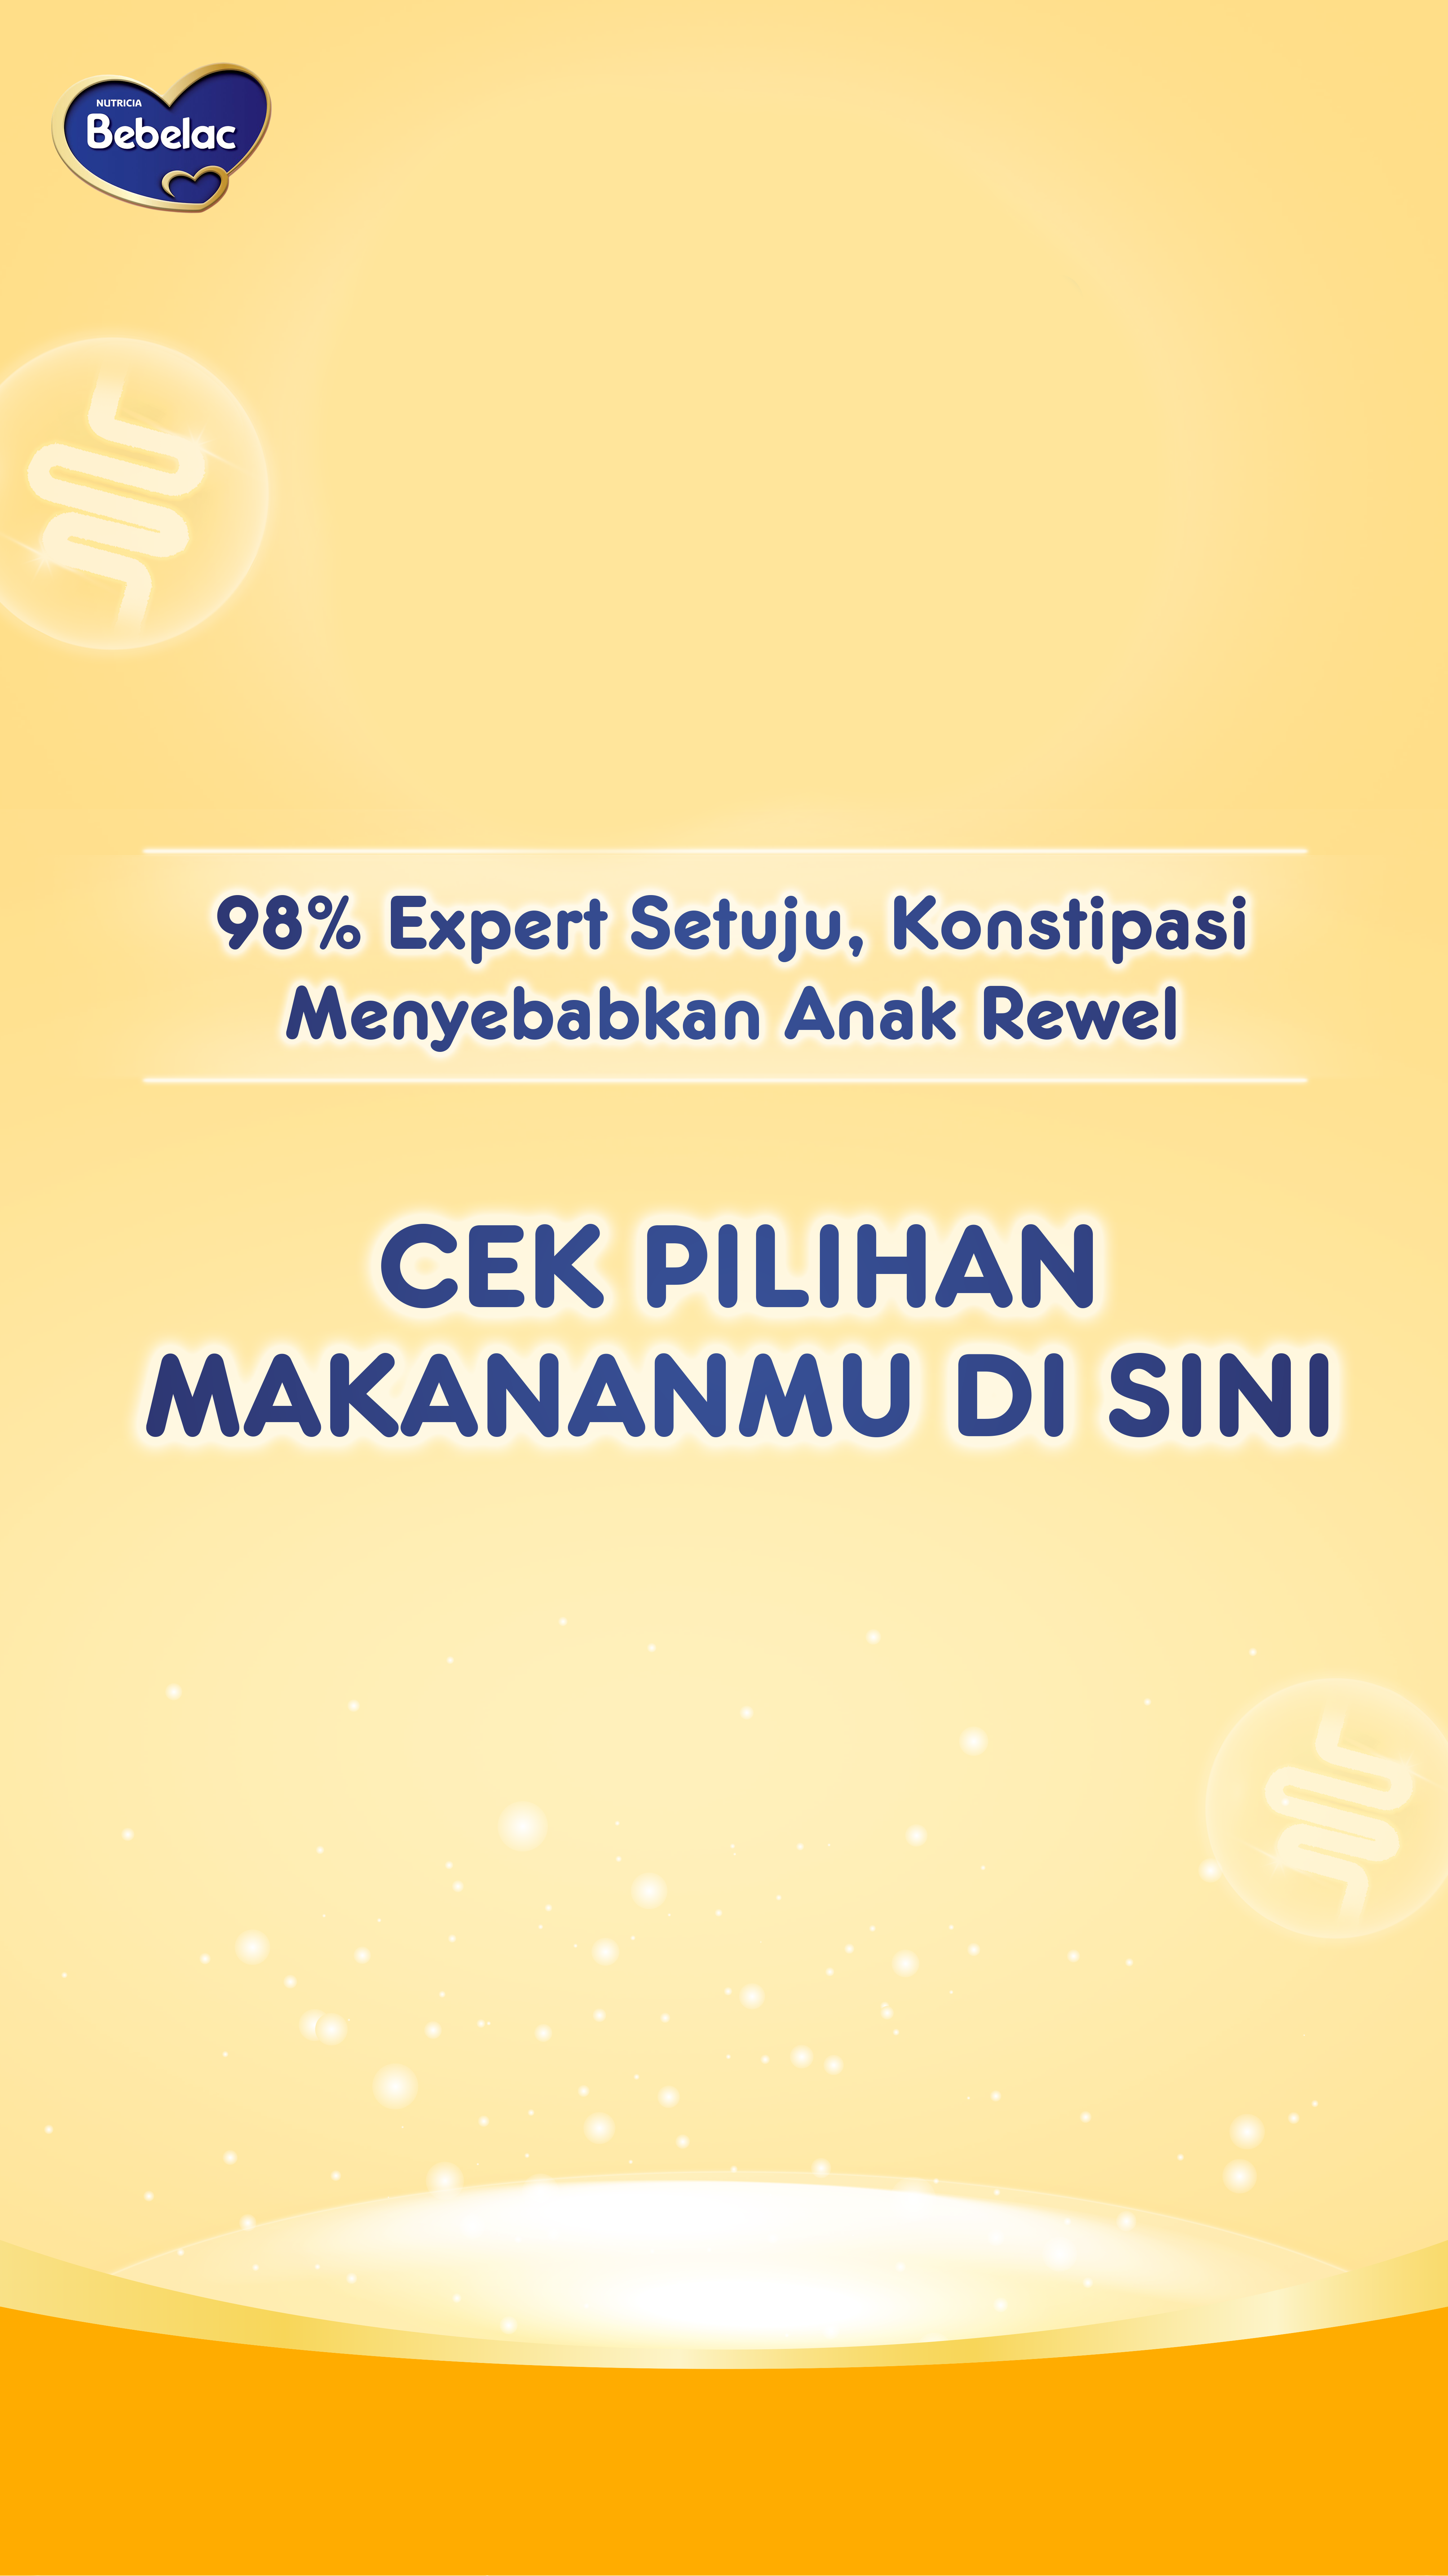 NUTRICIA
Bebelac
98% Expert Setuju, Konstipasi
Menyebabkan Anak Rewel
CEK PILIHAN
MAKANANMU DI SINI